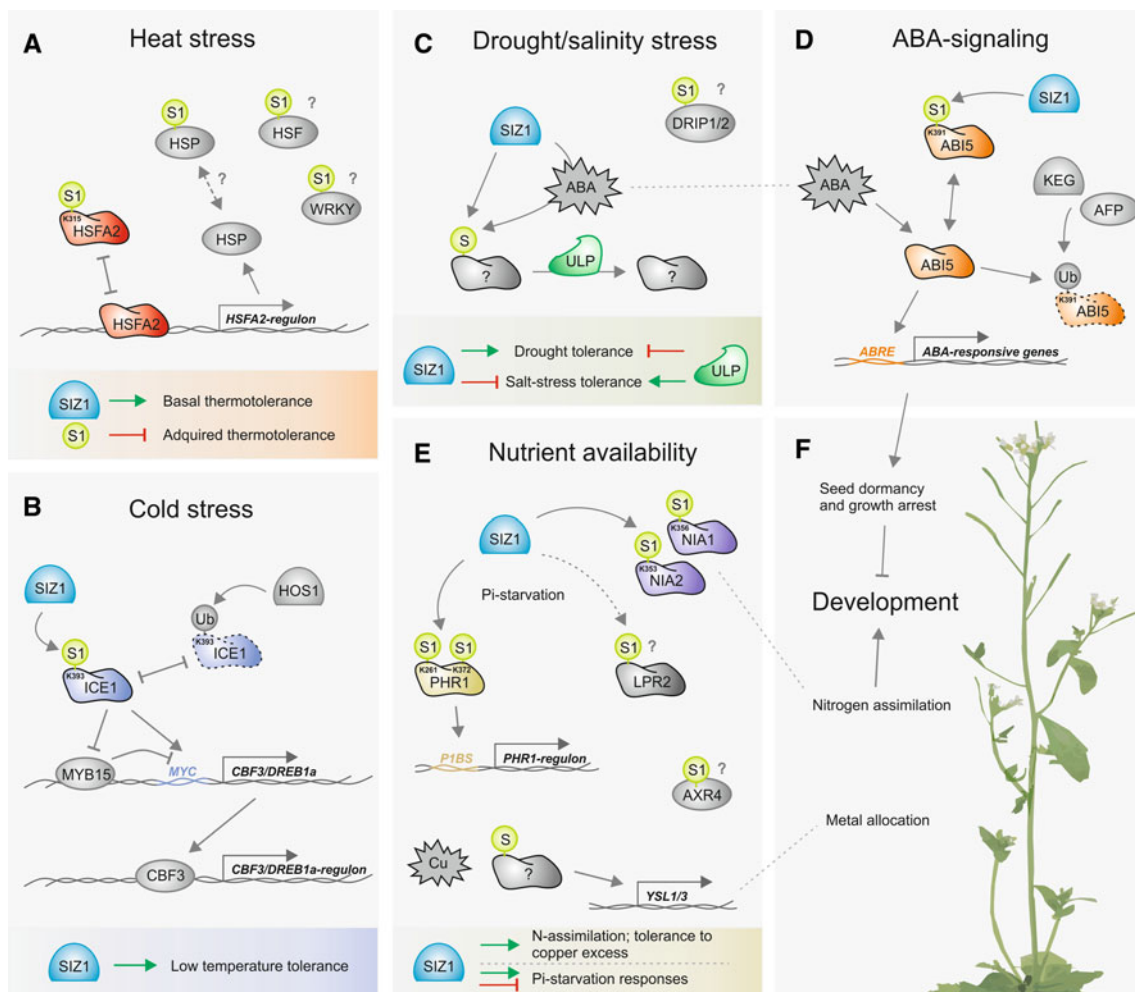 A
Heat stress
S1 ?
HSP
S1 ?
HSF
S1 ?
WRKY
?
S1
K315
HSFA2
HSP
HSFA2
HSFA2-regulon
SIZ1
Basal thermotolerance
S1
Adquired thermotolerance
B
Cold stress
SIZ1
HOS1
Ub
K393
ICE1
S1
K393
ICE1
MYB15
MYC
CBF3/DREB1a
CBF3
CBF3/DREB1a-regulon
SIZ1
Low temperature tolerance
C
Drought/salinity stress
SIZ1
S1 ?
DRIP1/2
ABA
S
?
ULP
?
SIZ1
Drought tolerance
Salt-stress tolerance
ULP
D
ABA-signaling
SIZ1
S1
K391
ABI5
KEG
AFP
ABA
ABI5
Ub
K391
ABI5
ABRE
ABA-responsive genes
E
Nutrient availability
SIZ1
S1
K356
NIA1
S1
K353
NIA2
Pi-starvation
S1 S1
K261 K372
PHR1
S1 ?
LPR2
P1BS
PHR1-regulon
S1 ?
AXR4
Cu
S
?
YSL1/3
SIZ1
N-assimilation; tolerance to
copper excess
Pi-starvation responses
F
Seed dormancy
and growth arrest
Development
Nitrogen assimilation
Metal allocation